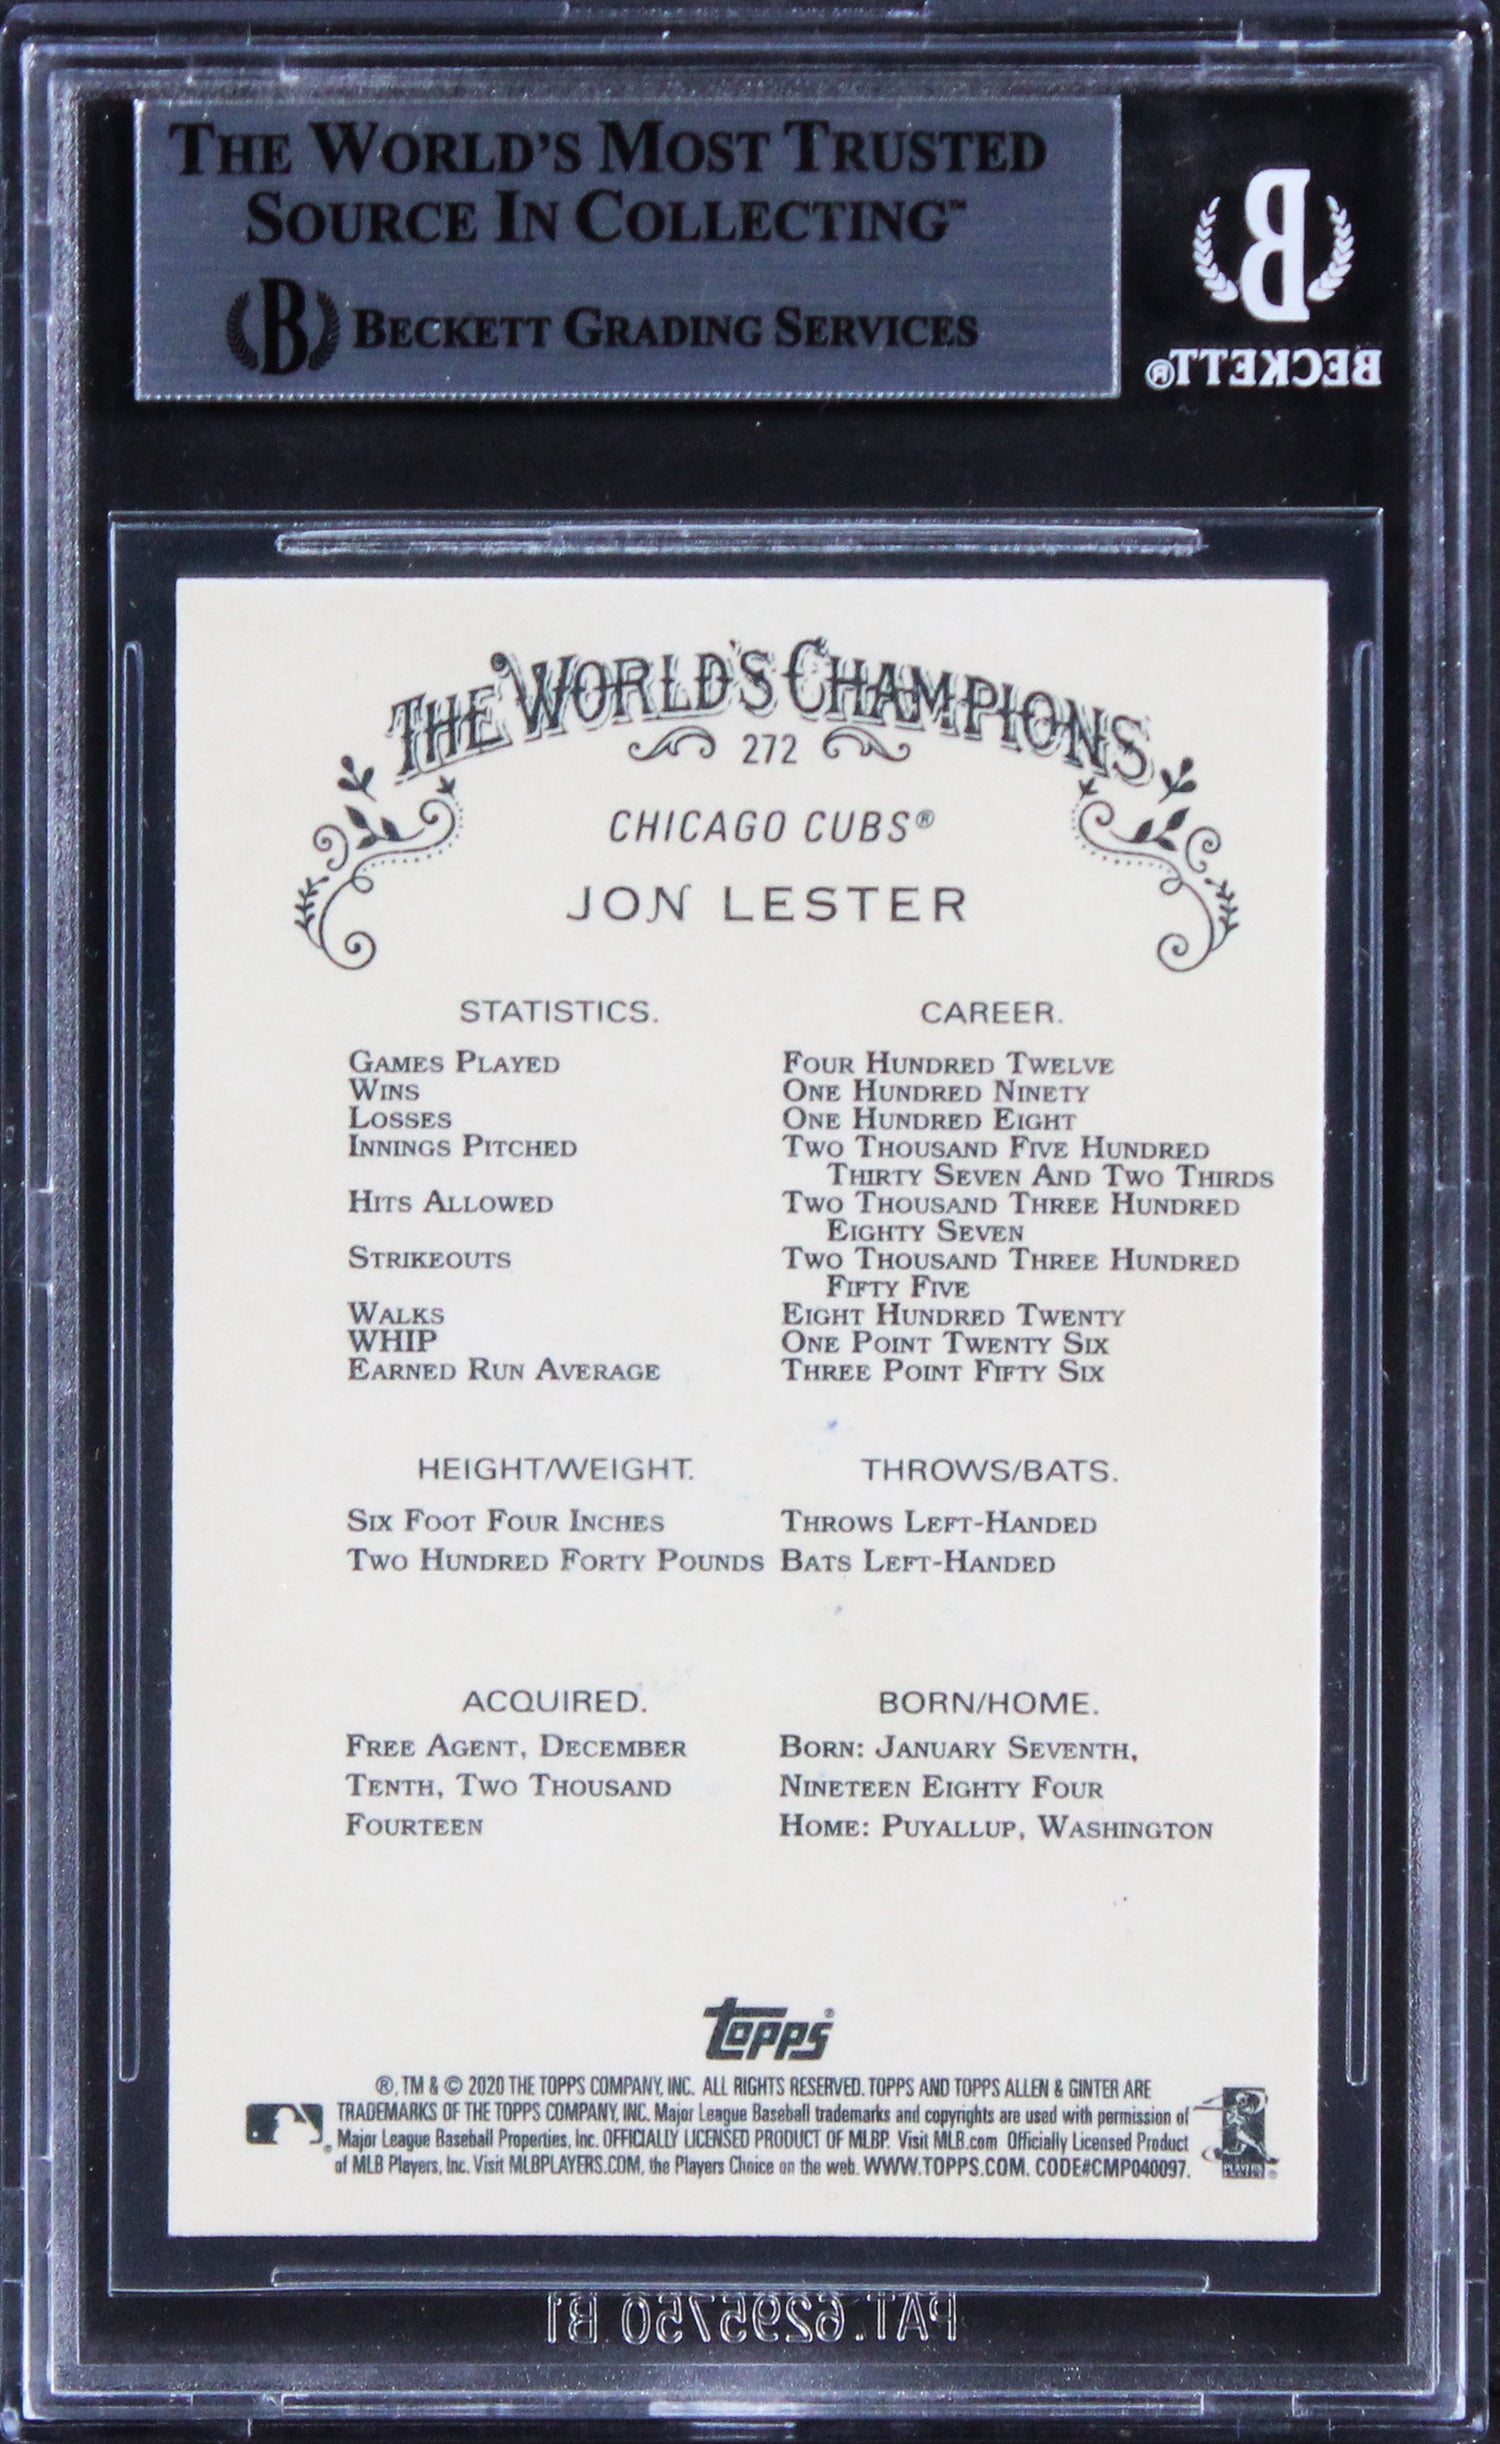 THE WORLD'S MOST TRUSTED
SOURCE IN COLLECTING™
B BECKETT GRADING SERVICES
B
BECKETT®
THE WORLD'S CHAMPIONS
272
CHICAGO CUBS®
JON LESTER
STATISTICS. CAREER.
GAMES PLAYED FOUR HUNDRED TWELVE
WINS ONE HUNDRED NINETY
LOSSES ONE HUNDRED EIGHT
INNINGS PITCHED TWO THOUSAND FIVE HUNDRED
THIRTY SEVEN AND TWO THIRDS
HITS ALLOWED TWO THOUSAND THREE HUNDRED
EIGHTY SEVEN
STRIKEOUTS TWO THOUSAND THREE HUNDRED
FIFTY FIVE
WALKS EIGHT HUNDRED TWENTY
WHIP ONE POINT TWENTY SIX
EARNED RUN AVERAGE THREE POINT FIFTY SIX
HEIGHT/WEIGHT. THROWS/BATS.
SIX FOOT FOUR INCHES THROWS LEFT-HANDED
TWO HUNDRED FORTY POUNDS BATS LEFT-HANDED
ACQUIRED. BORN/HOME.
FREE AGENT, DECEMBER BORN: JANUARY SEVENTH,
TENTH, TWO THOUSAND NINETEEN EIGHTY FOUR
FOURTEEN HOME: PUYALLUP, WASHINGTON
topps®
®, TM & © 2020 THE TOPPS COMPANY, INC. ALL RIGHTS RESERVED. TOPPS AND TOPPS ALLEN & GINTER ARE
TRADEMARKS OF THE TOPPS COMPANY, INC. Major League Baseball trademarks and copyrights are used with permission of
Major League Baseball Properties, Inc. OFFICIALLY LICENSED PRODUCT OF MLBP. Visit MLB.com Officially Licensed Product
of MLB Players, Inc. Visit MLBPLAYERS.COM, the Players Choice on the web. WWW.TOPPS.COM. CODE#CMP040097.
PAT.6295750 B1